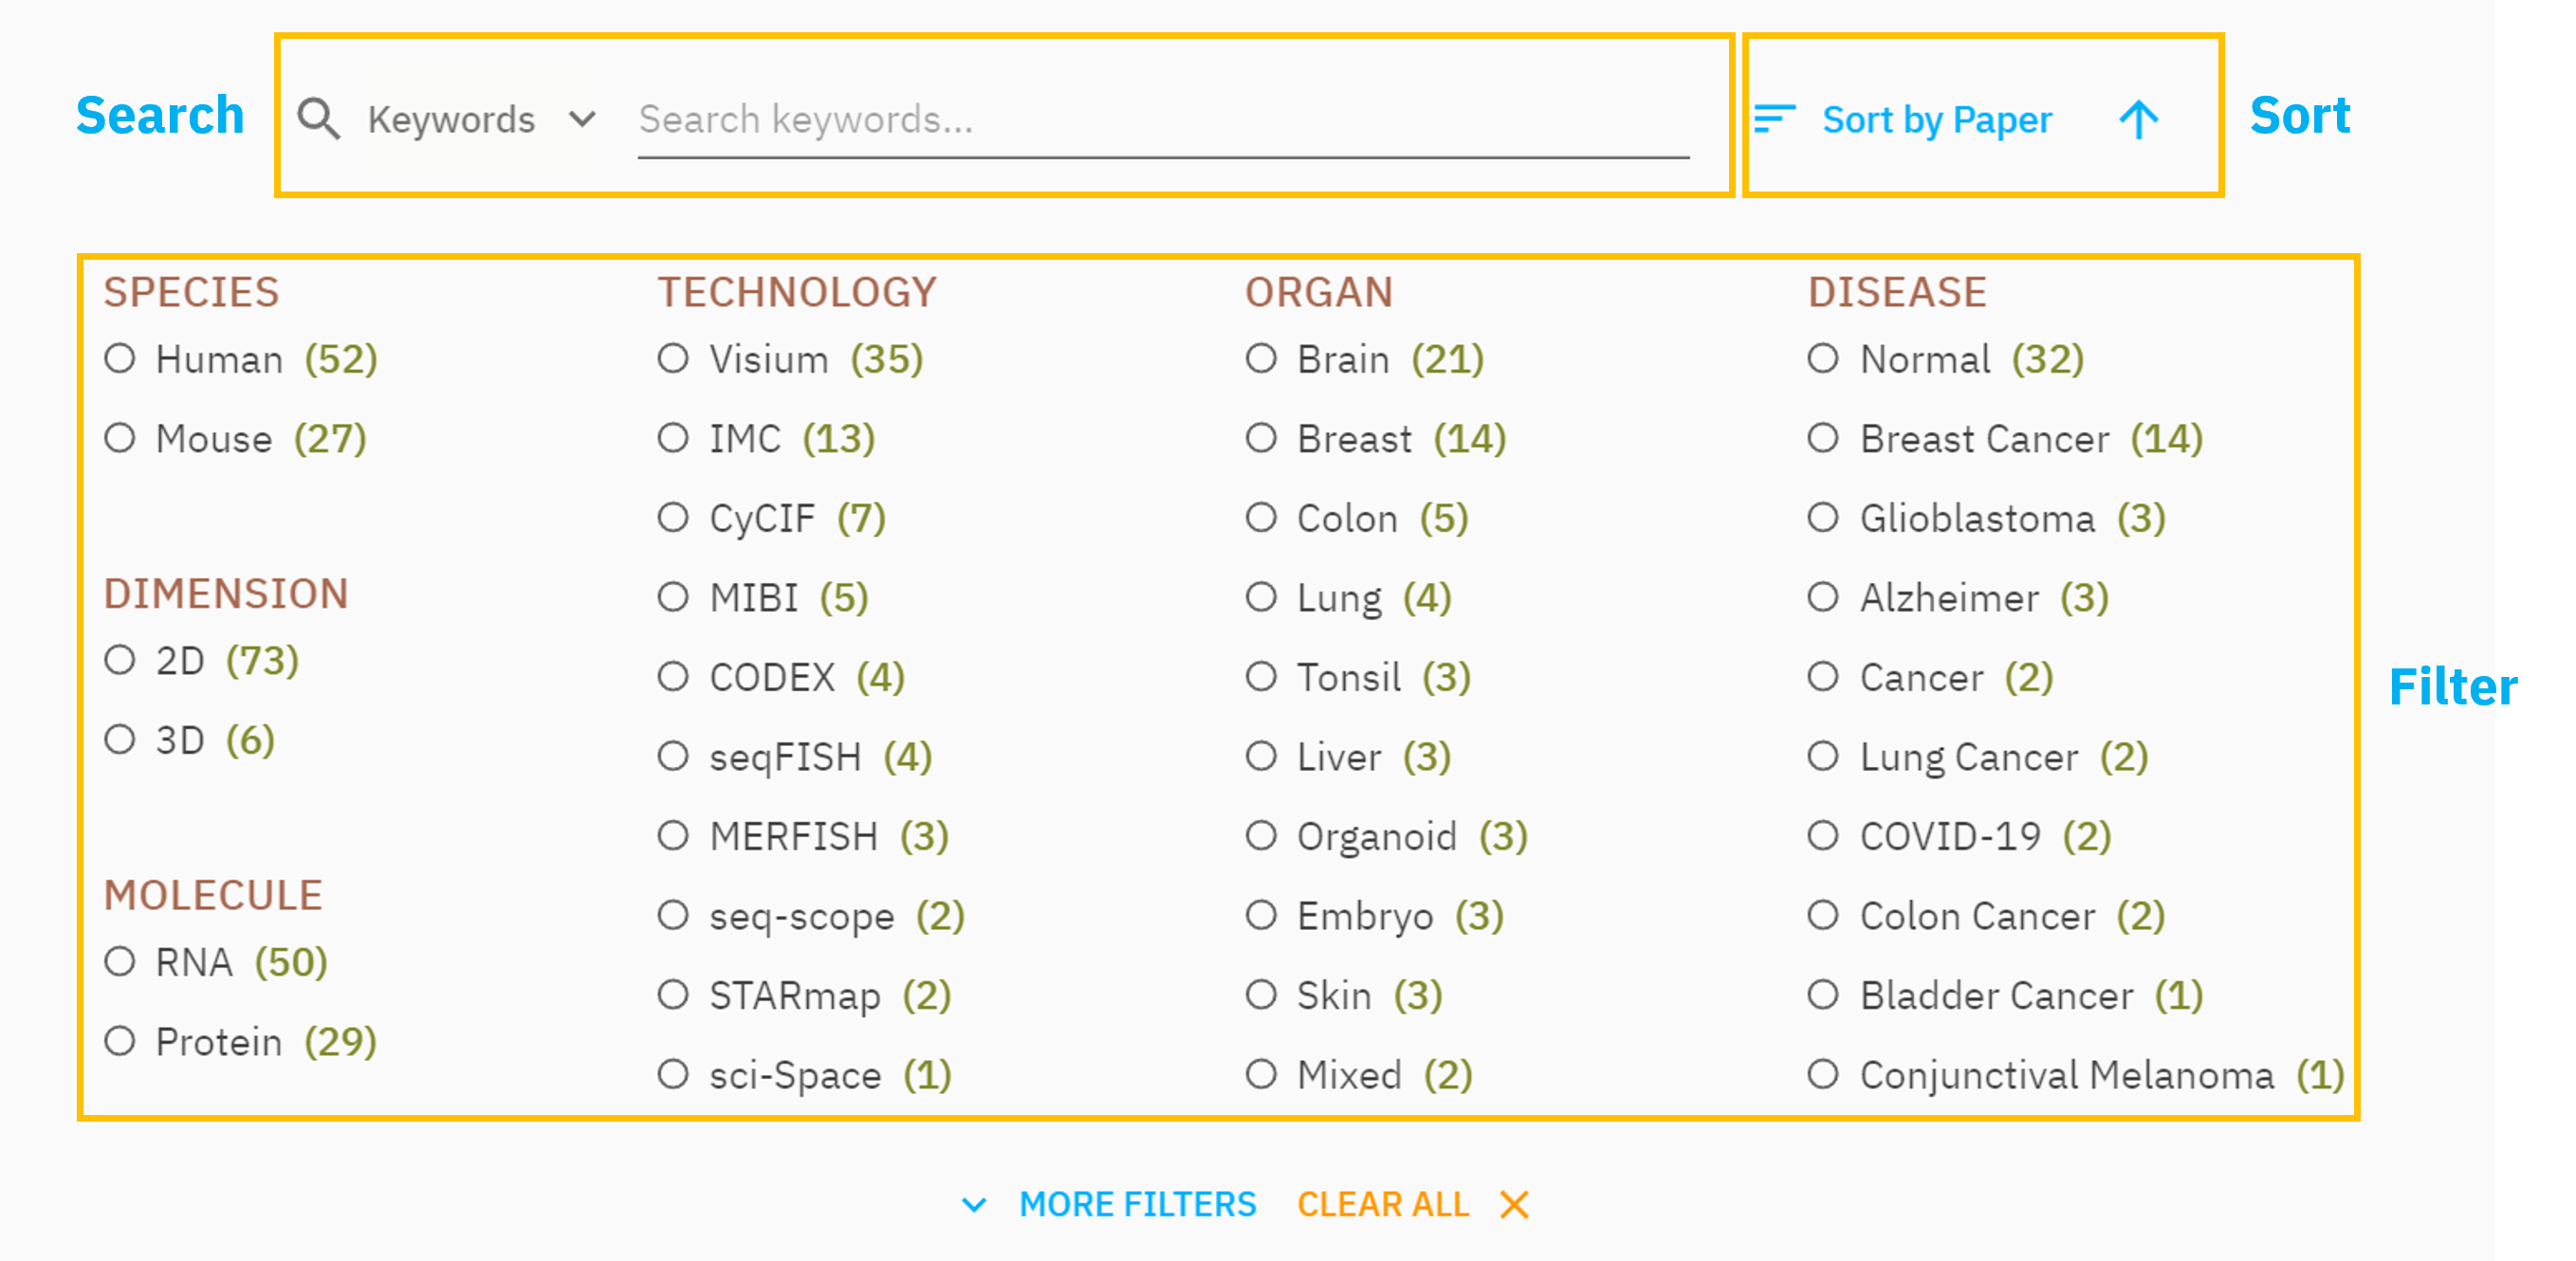 Search
Keywords
Search keywords...
Sort by Paper
Sort
SPECIES
Human (52)
Mouse (27)
DIMENSION
2D (73)
3D (6)
MOLECULE
RNA (50)
Protein (29)
TECHNOLOGY
Visium (35)
IMC (13)
CyCIF (7)
MIBI (5)
CODEX (4)
seqFISH (4)
MERFISH (3)
seq-scope (2)
STARmap (2)
sci-Space (1)
ORGAN
Brain (21)
Breast (14)
Colon (5)
Lung (4)
Tonsil (3)
Liver (3)
Organoid (3)
Embryo (3)
Skin (3)
Mixed (2)
DISEASE
Normal (32)
Breast Cancer (14)
Glioblastoma (3)
Alzheimer (3)
Cancer (2)
Lung Cancer (2)
COVID-19 (2)
Colon Cancer (2)
Bladder Cancer (1)
Conjunctival Melanoma (1)
Filter
MORE FILTERS
CLEAR ALL